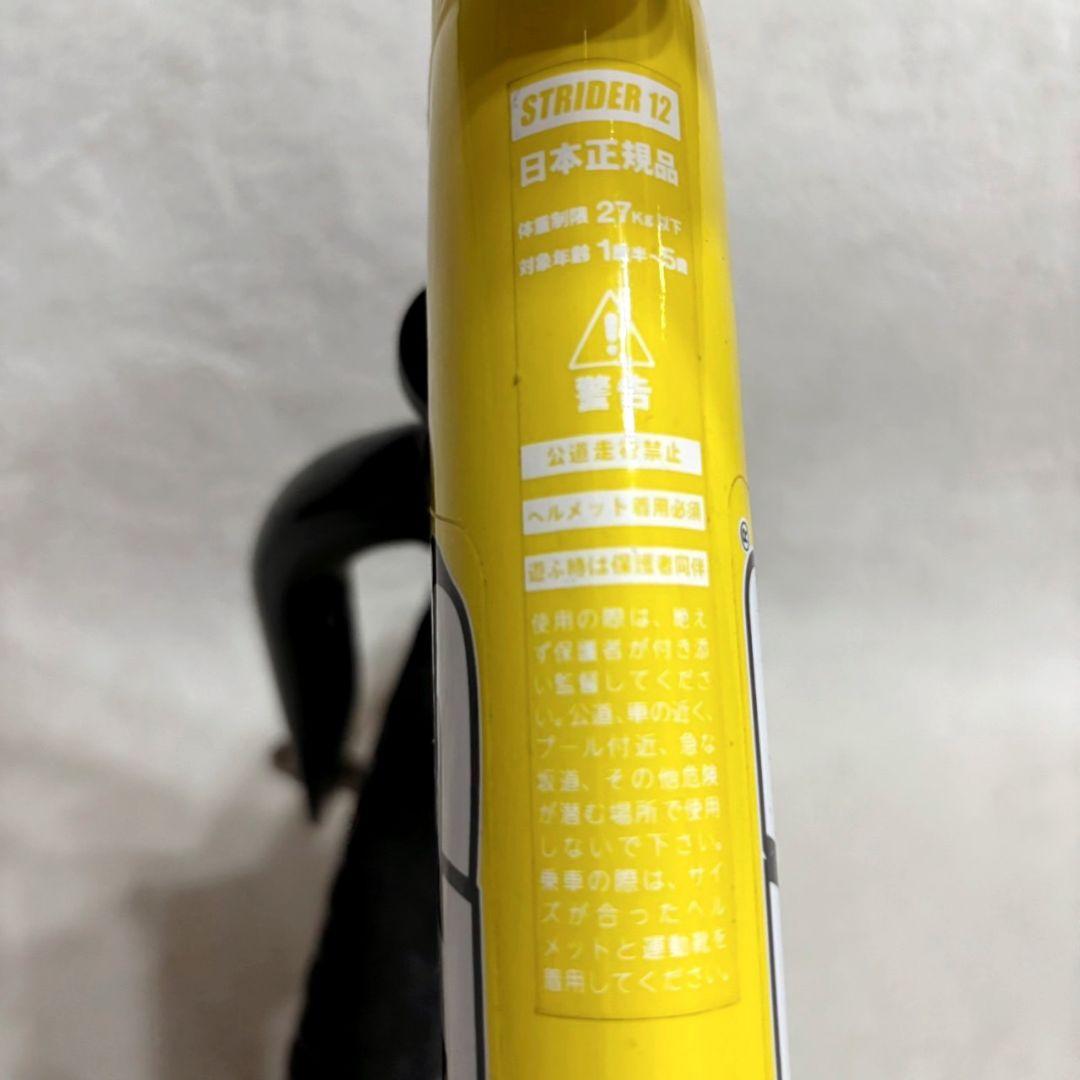 STRIDER 12
日本正規品
体重制限 27Kg以下
対象年齢 1歳半~5歳
警告
公道走行禁止
ヘルメット着用必須
遊ぶ時は保護者同伴
使用の際は、絶え
ず保護者が付き添
い監督してくださ
い。公道、車の近く、
プール付近、急な
坂道、その他危険
が潜む場所で使用
しないで下さい。
乗車の際は、サイ
ズが合ったヘル
メットと運動靴を
着用してください。
®